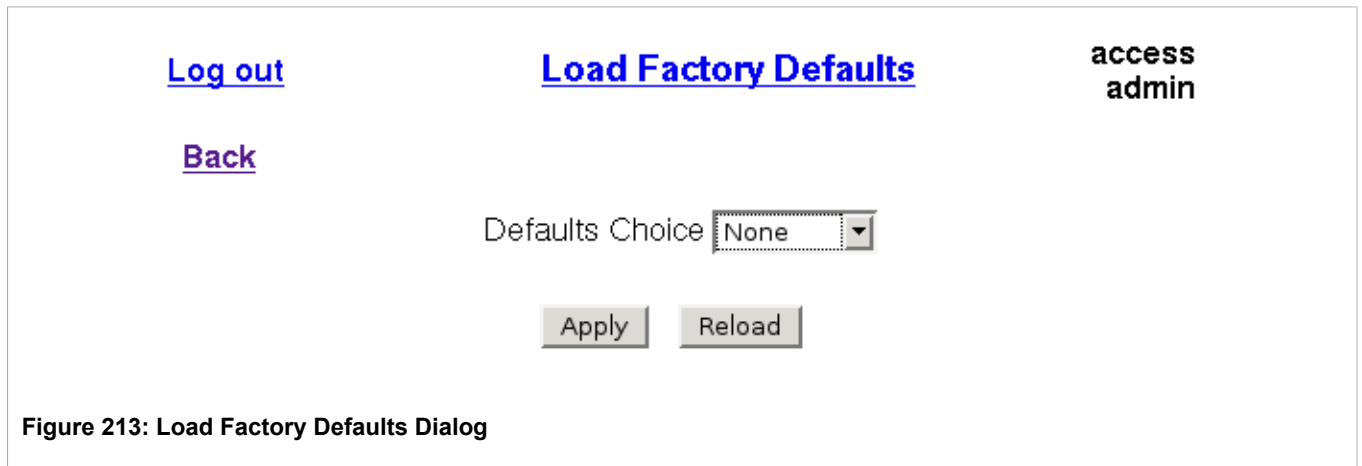 Log out
Load Factory Defaults
access
admin
Back
Defaults Choice None
Apply
Reload
Figure 213: Load Factory Defaults Dialog